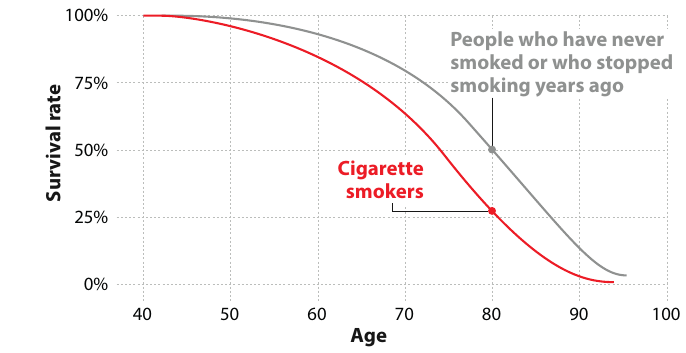 100%
75%
50%
25%
0%
Survival rate
People who have never
smoked or who stopped
smoking years ago
Cigarette
smokers
40 50 60 70 80 90 100
Age